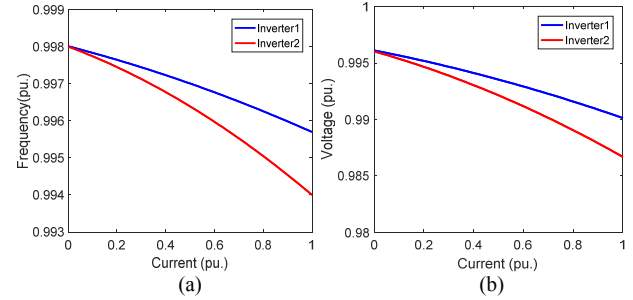 0.999
0.998
0.997
0.996
0.995
0.994
0.993
Frequency(pu.)
Inverter1
Inverter2
0 0.2 0.4 0.6 0.8 1
Current (pu.)
(a)
1
0.995
0.99
0.985
0.98
Voltage (pu.)
Inverter1
Inverter2
0 0.2 0.4 0.6 0.8 1
Current (pu.)
(b)